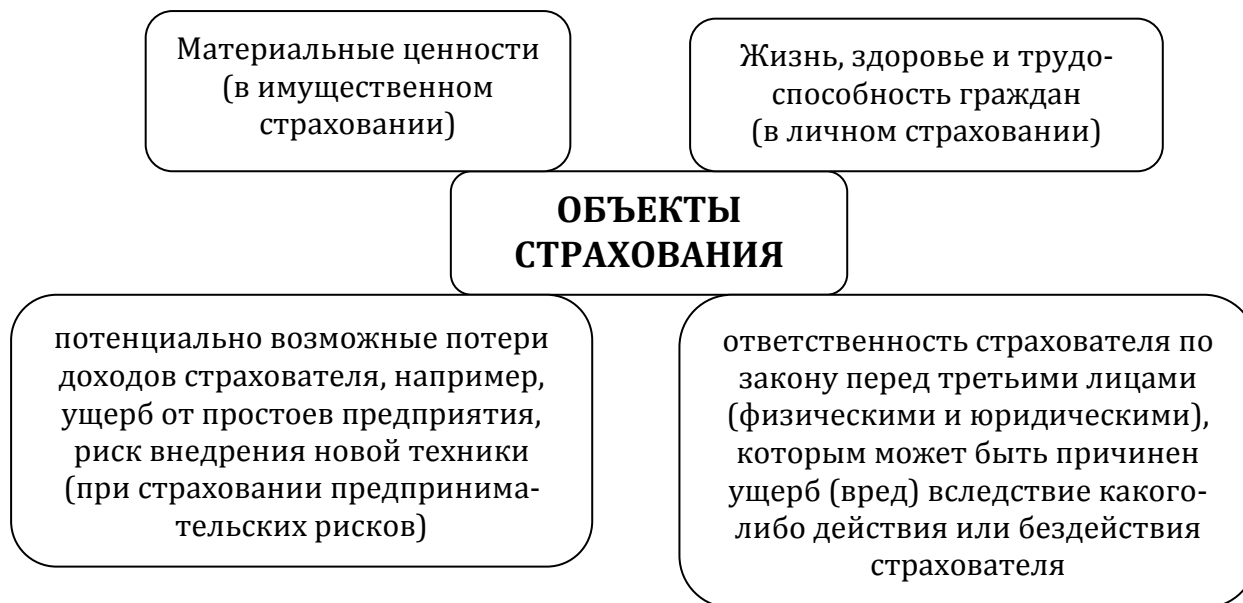 Материальные ценности
(в имущественном
страховании)
Жизнь, здоровье и трудо-
способность граждан
(в личном страховании)
ОБЪЕКТЫ
СТРАХОВАНИЯ
потенциально возможные потери
доходов страхователя, например,
ущерб от простоев предприятия,
риск внедрения новой техники
(при страховании предпринима-
тельских рисков)
ответственность страхователя по
закону перед третьими лицами
(физическими и юридическими),
которым может быть причинен
ущерб (вред) вследствие какого-
либо действия или бездействия
страхователя